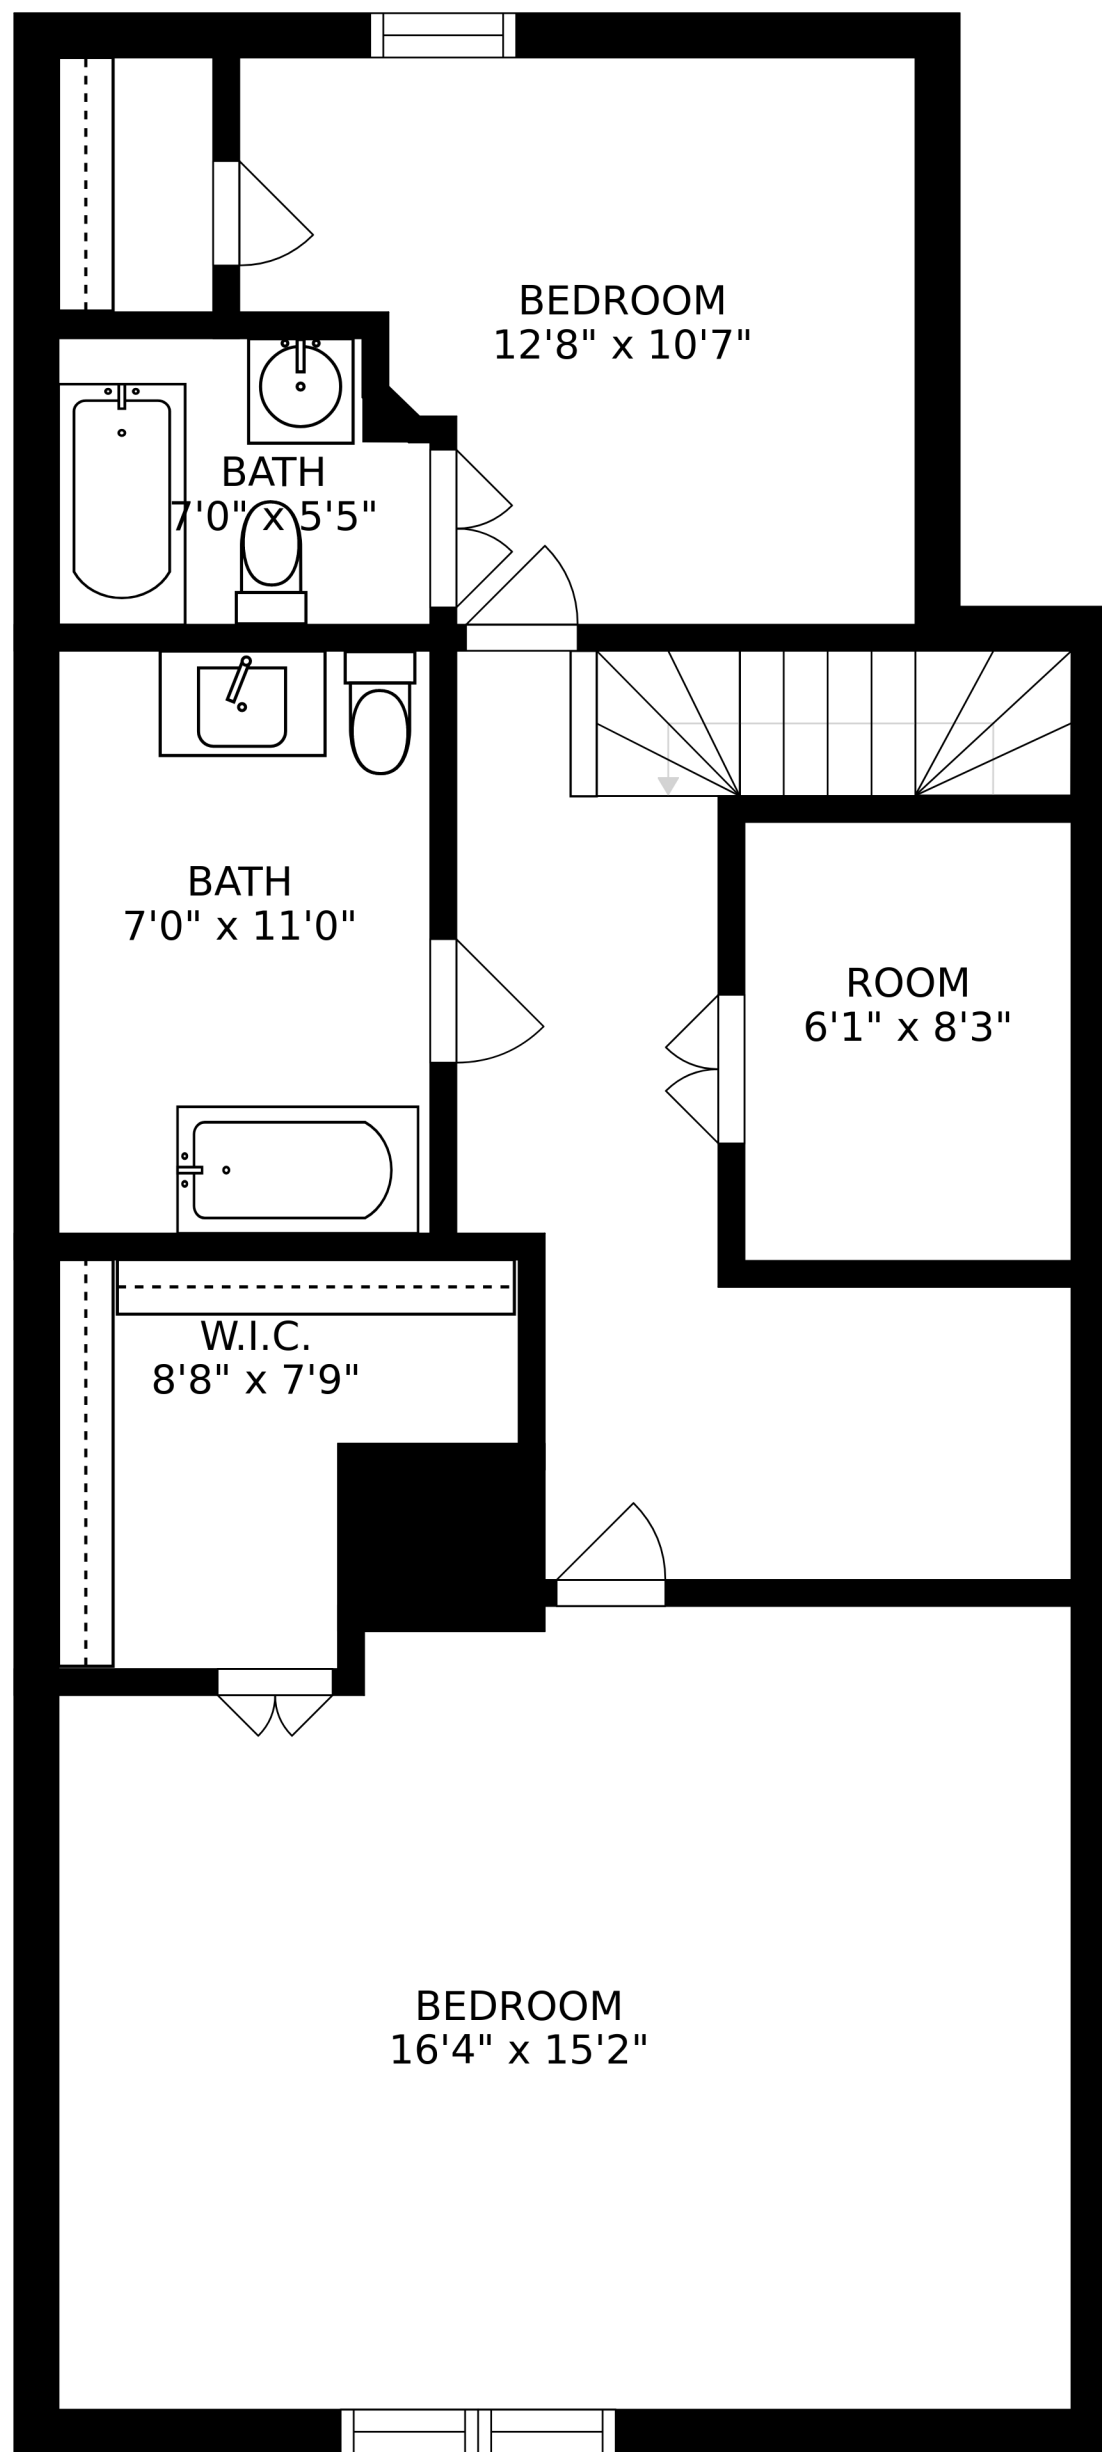 BEDROOM
12'8" x 10'7"
BATH
7'0" x 5'5"
BATH
7'0" x 11'0"
ROOM
6'1" x 8'3"
W.I.C.
8'8" x 7'9"
BEDROOM
16'4" x 15'2"